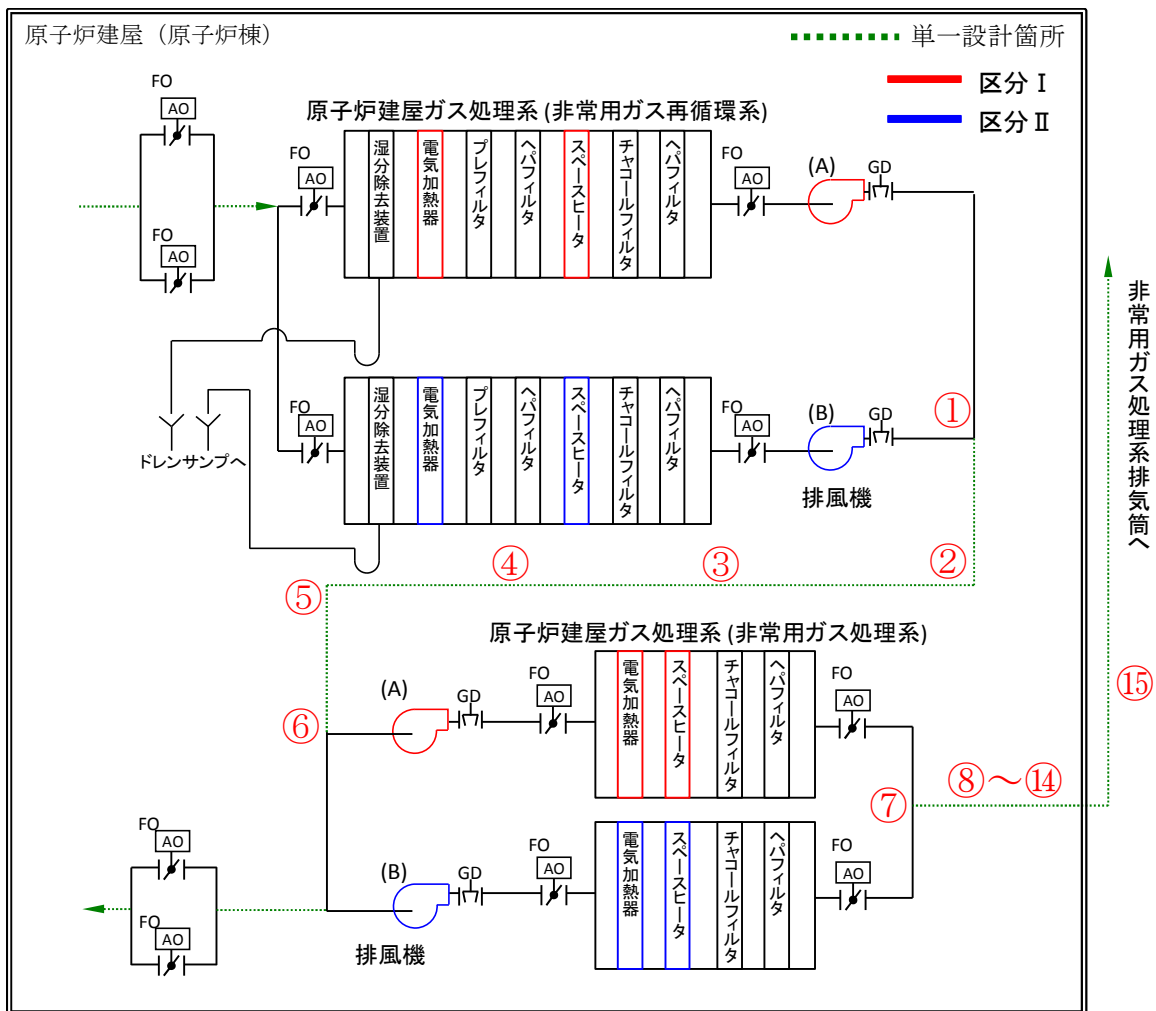 原子炉建屋（原子炉棟）
単一設計箇所
区分Ⅰ
区分Ⅱ
原子炉建屋ガス処理系 (非常用ガス再循環系)
FO
AO
FO
AO
FO
AO
湿分除去装置
電気加熱器
プレフィルタ
ヘパフィルタ
スペースヒータ
チャコールフィルタ
ヘパフィルタ
FO
AO
(A)
GD
FO
AO
湿分除去装置
電気加熱器
プレフィルタ
ヘパフィルタ
スペースヒータ
チャコールフィルタ
ヘパフィルタ
FO
AO
(B)
GD
排風機
ドレンサンプへ
①
②
③
④
⑤
⑥
非常用ガス処理系排気筒へ
原子炉建屋ガス処理系 (非常用ガス処理系)
(A)
GD
FO
AO
電気加熱器
スペースヒータ
チャコールフィルタ
ヘパフィルタ
FO
AO
(B)
GD
排風機
FO
AO
電気加熱器
スペースヒータ
チャコールフィルタ
ヘパフィルタ
FO
AO
⑦
⑧～⑭
⑮
FO
AO
FO
AO